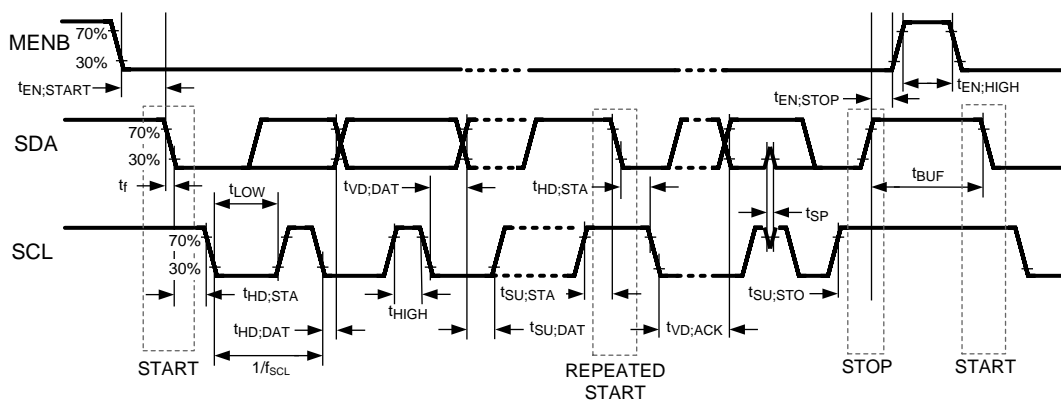 70%
MENB
30%
tEN;START
tEN;STOP
tEN;HIGH
70%
SDA
30%
tf
tLOW
tVD;DAT
tHD;STA
tSP
tBUF
70%
SCL
30%
tHD;STA
tHIGH
tSU;STA
tSU;STO
tHD;DAT
tSU;DAT
tVD;ACK
1/fSCL
START
REPEATED
START
STOP
START